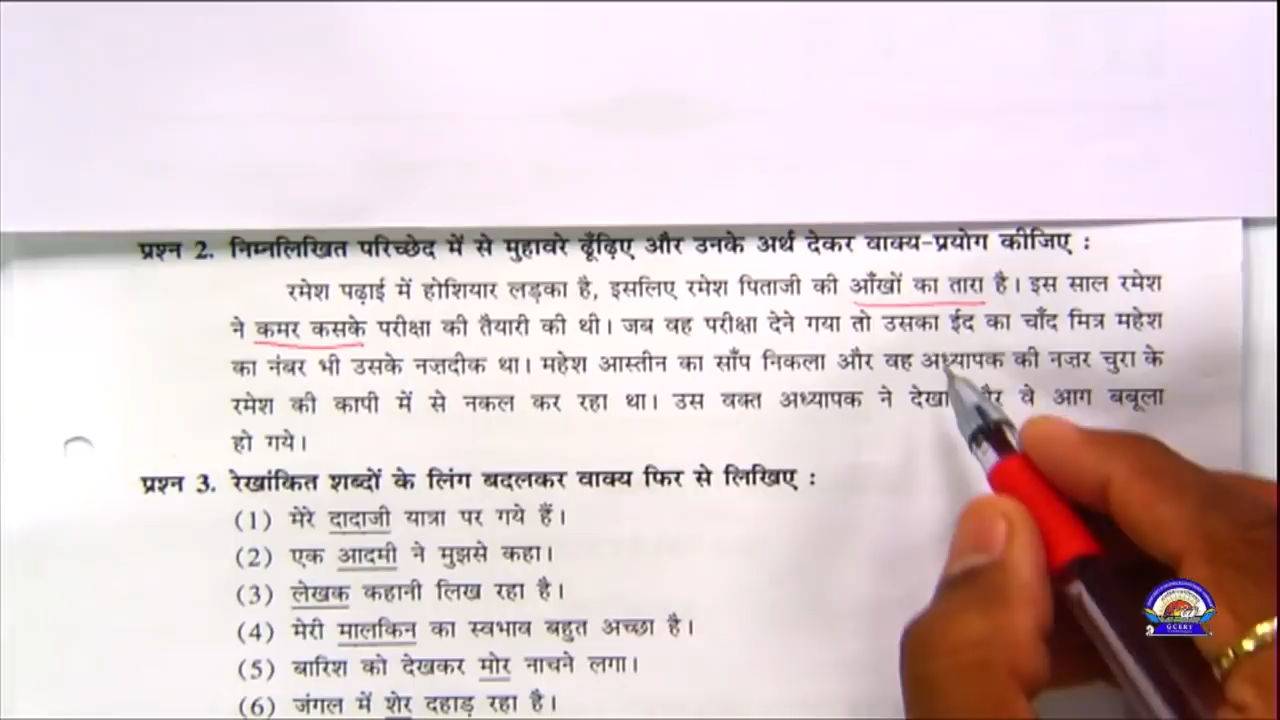 प्रश्न 2. निम्नलिखित परिच्छेद में से मुहावरे ढूँढ़िए और उनके अर्थ देकर वाक्य-प्रयोग कीजिए :
रमेश पढ़ाई में होशियार लड़का है, इसलिए रमेश पिताजी की आँखों का तारा है। इस साल रमेश
ने कमर कसके परीक्षा की तैयारी की थी। जब वह परीक्षा देने गया तो उसका ईद का चाँद मित्र महेश
का नंबर भी उसके नज़दीक था। महेश आस्तीन का साँप निकला और वह अध्यापक की नज़र चुरा के
रमेश की कापी में से नकल कर रहा था। उस वक्त अध्यापक ने देखा वे आग बबूला
हो गये।
प्रश्न 3. रेखांकित शब्दों के लिंग बदलकर वाक्य फिर से लिखिए :
(1) मेरे दादाजी यात्रा पर गये हैं।
(2) एक आदमी ने मुझसे कहा।
(3) लेखक कहानी लिख रहा है।
(4) मेरी मालकिन का स्वभाव बहुत अच्छा है।
(5) बारिश को देखकर मोर नाचने लगा।
(6) जंगल में शेर दहाड़ रहा है।
GCERT